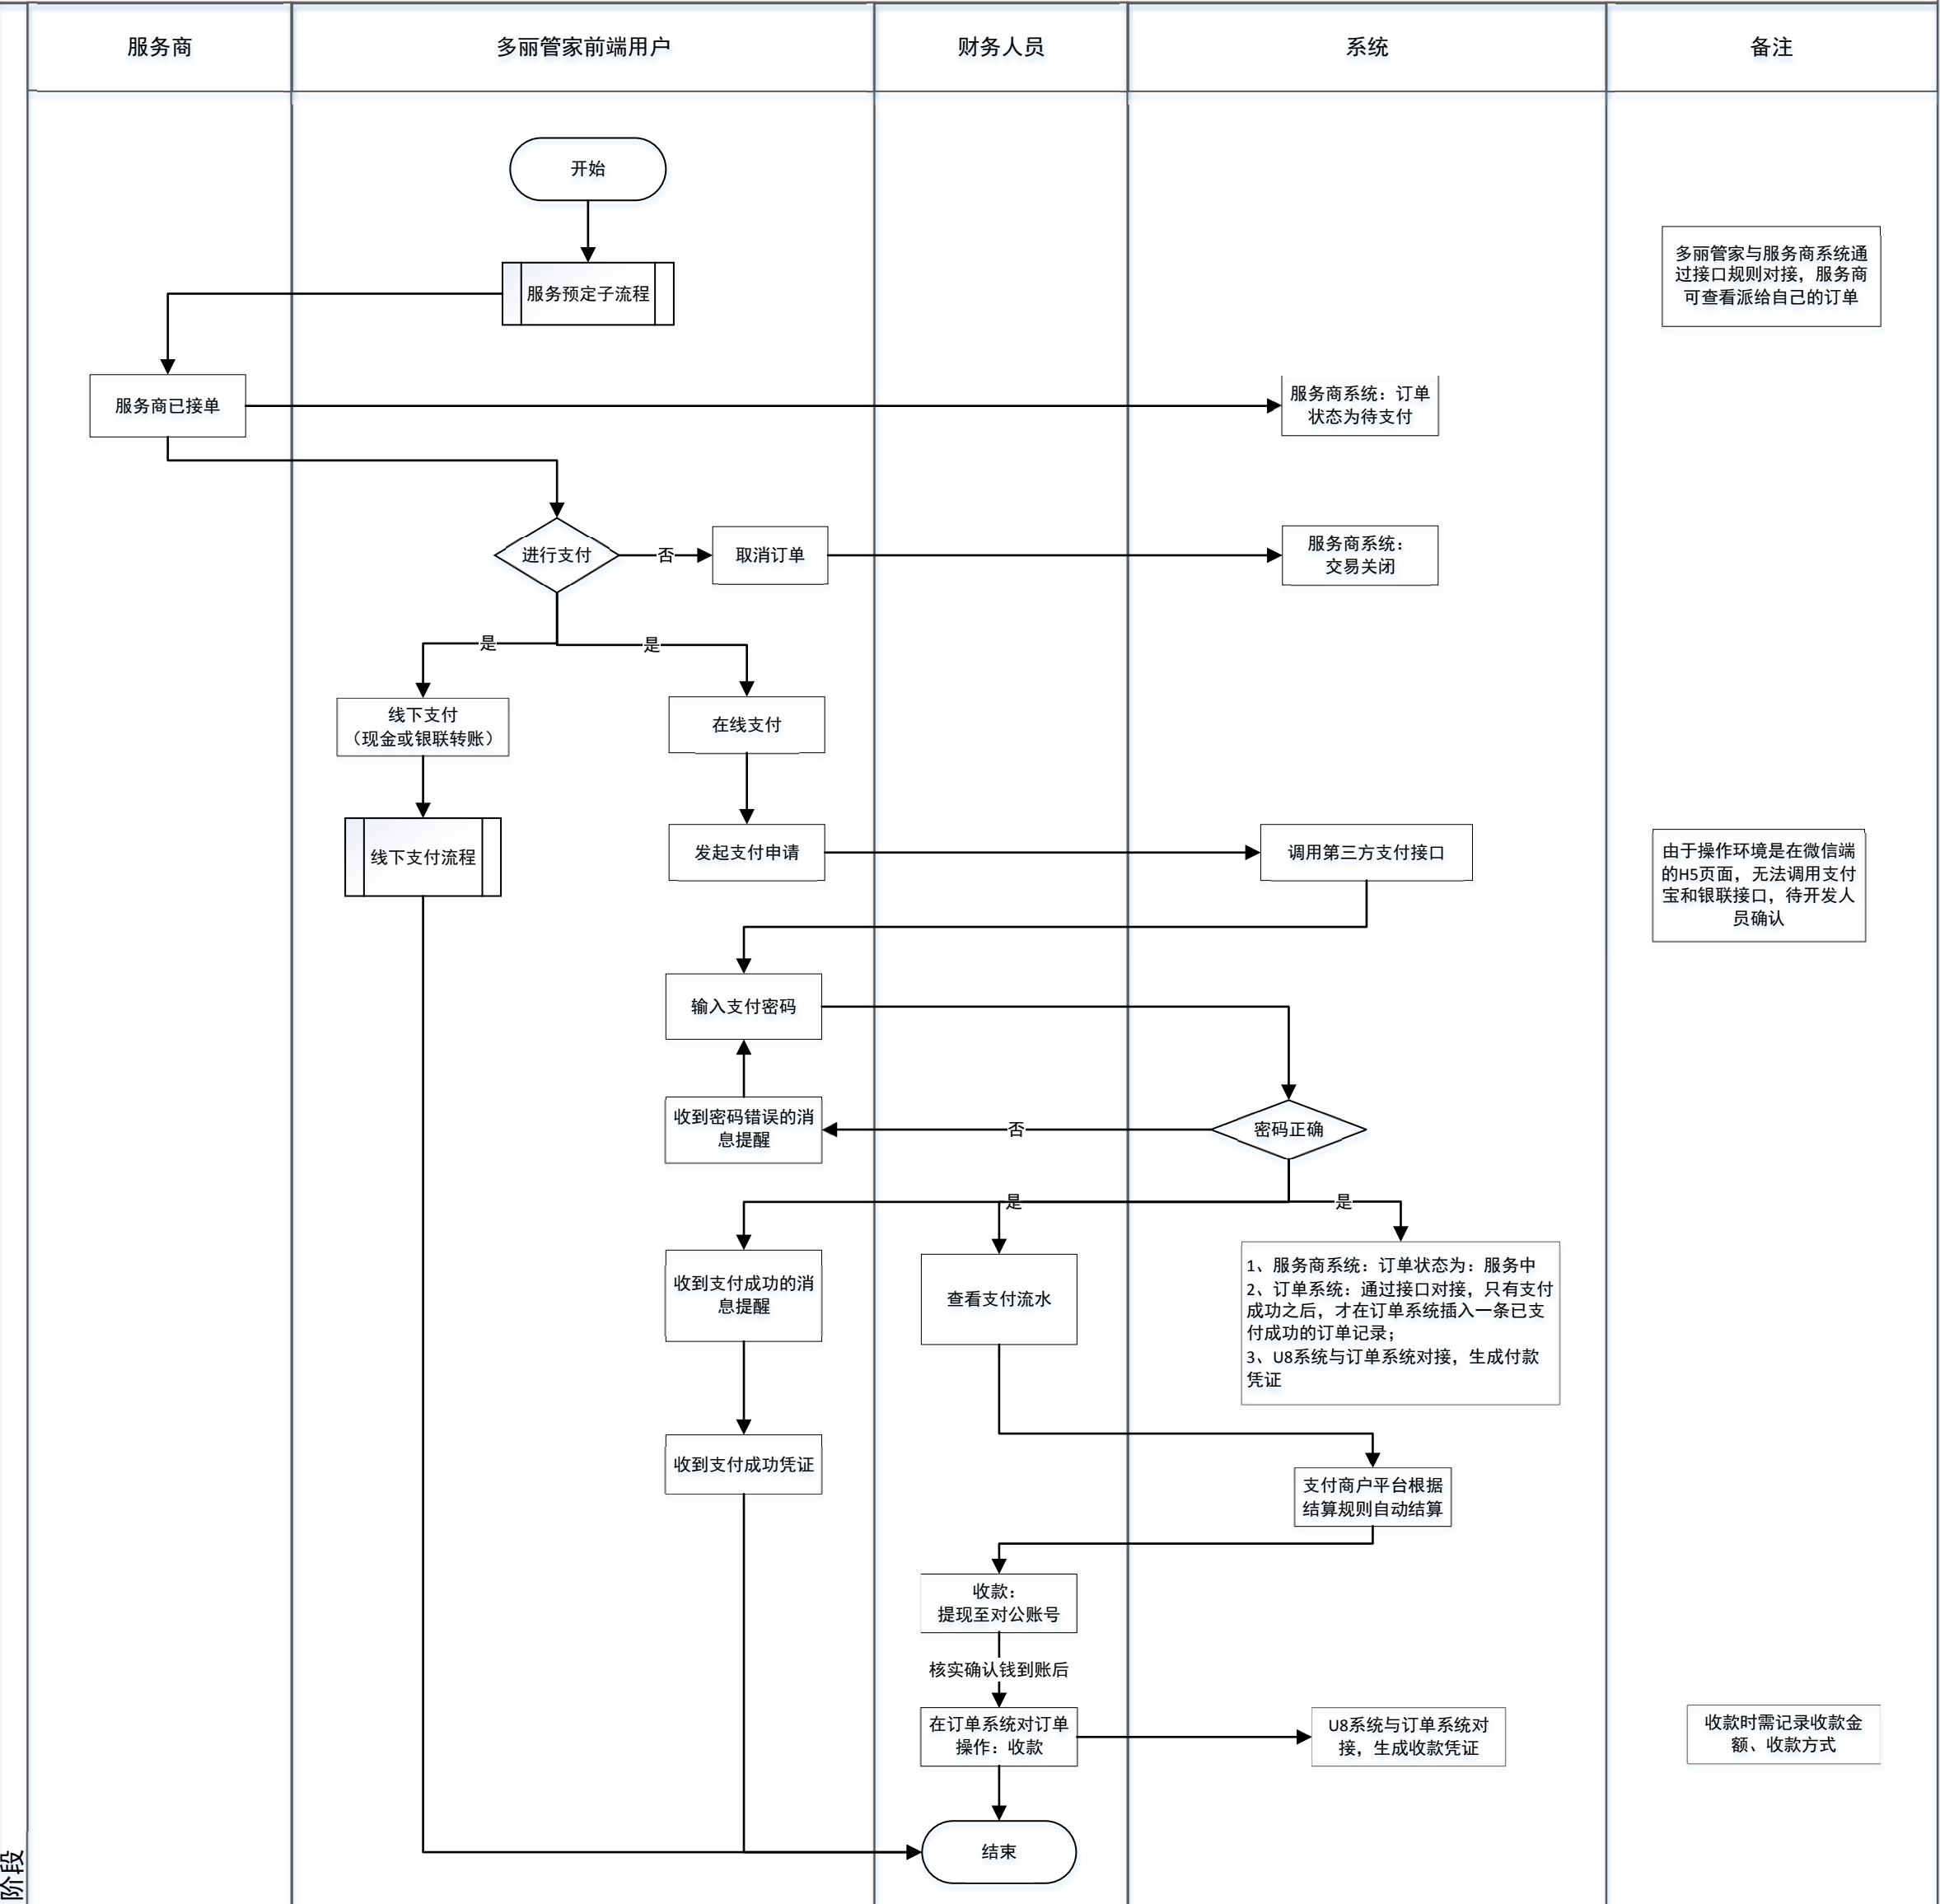 服务商
多丽管家前端用户
财务人员
系统
备注
开始
服务预定子流程
多丽管家与服务商系统通
过接口规则对接，服务商
可查看派给自己的订单
服务商已接单
服务商系统：订单
状态为待支付
进行支付
否
取消订单
服务商系统：
交易关闭
是
是
线下支付
（现金或银联转账）
在线支付
线下支付流程
发起支付申请
调用第三方支付接口
由于操作环境是在微信端
的H5页面，无法调用支付
宝和银联接口，待开发人
员确认
输入支付密码
收到密码错误的消
息提醒
否
密码正确
是
是
收到支付成功的消
息提醒
查看支付流水
1、服务商系统：订单状态为：服务中
2、订单系统：通过接口对接，只有支付
成功之后，才在订单系统插入一条已支
付成功的订单记录；
3、U8系统与订单系统对接，生成付款
凭证
收到支付成功凭证
支付商户平台根据
结算规则自动结算
收款：
提现至对公账号
核实确认钱到账后
在订单系统对订单
操作：收款
U8系统与订单系统对
接，生成收款凭证
收款时需记录收款金
额、收款方式
结束
阶段